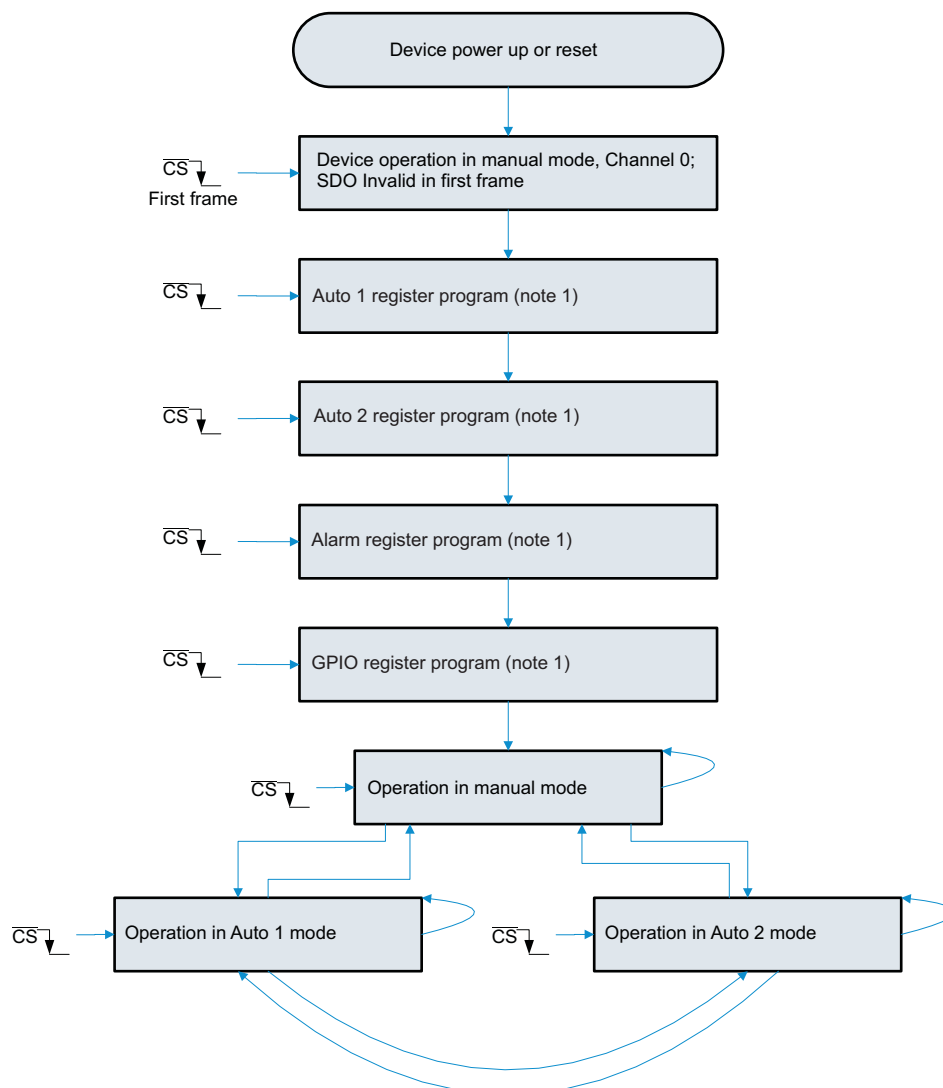 Device power up or reset
CS
First frame
Device operation in manual mode, Channel 0;
SDO Invalid in first frame
CS
Auto 1 register program (note 1)
CS
Auto 2 register program (note 1)
CS
Alarm register program (note 1)
CS
GPIO register program (note 1)
CS
Operation in manual mode
CS
Operation in Auto 1 mode
CS
Operation in Auto 2 mode